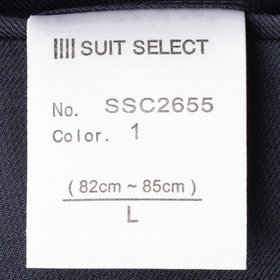 SUIT SELECT
No. SSC2655
Color. 1
(82cm ~ 85cm)
L